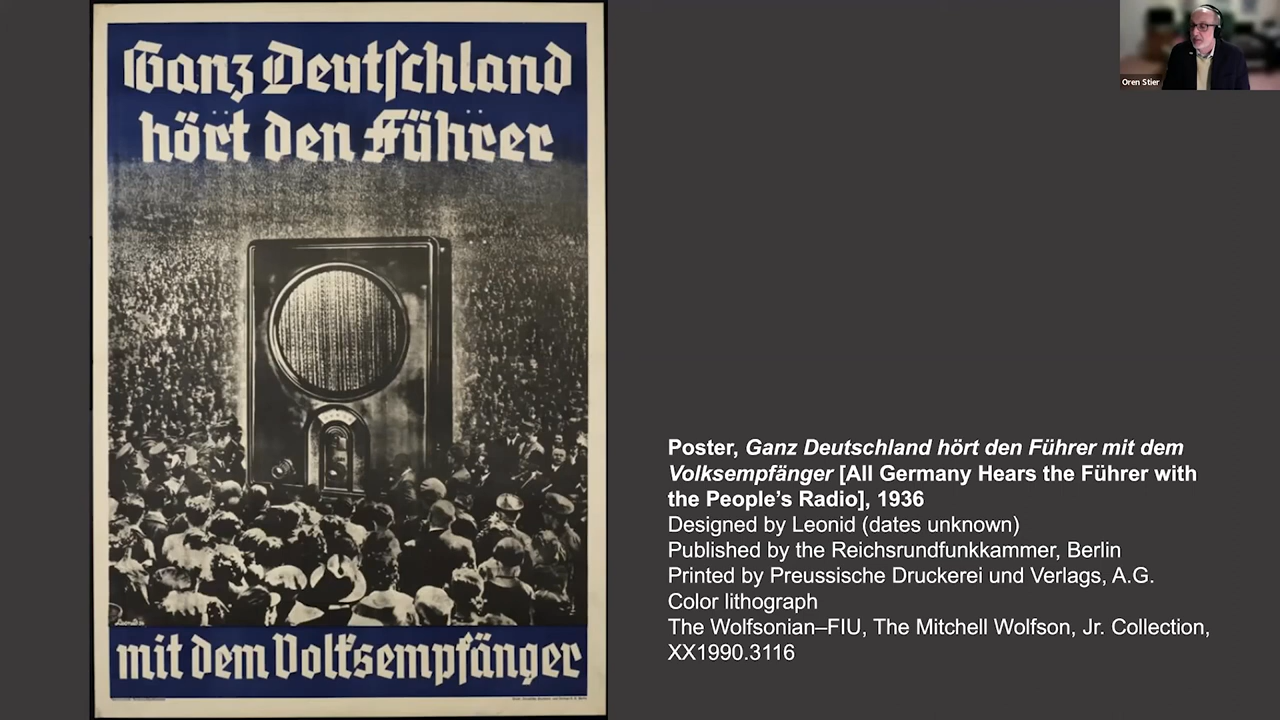 Ganz Deutschland
hört den Führer
mit dem Volksempfänger
Oren Stier
Poster, Ganz Deutschland hört den Führer mit dem
Volksempfänger [All Germany Hears the Führer with
the People’s Radio], 1936
Designed by Leonid (dates unknown)
Published by the Reichsrundfunkkammer, Berlin
Printed by Preussische Druckerei und Verlags, A.G.
Color lithograph
The Wolfsonian–FIU, The Mitchell Wolfson, Jr. Collection,
XX1990.3116